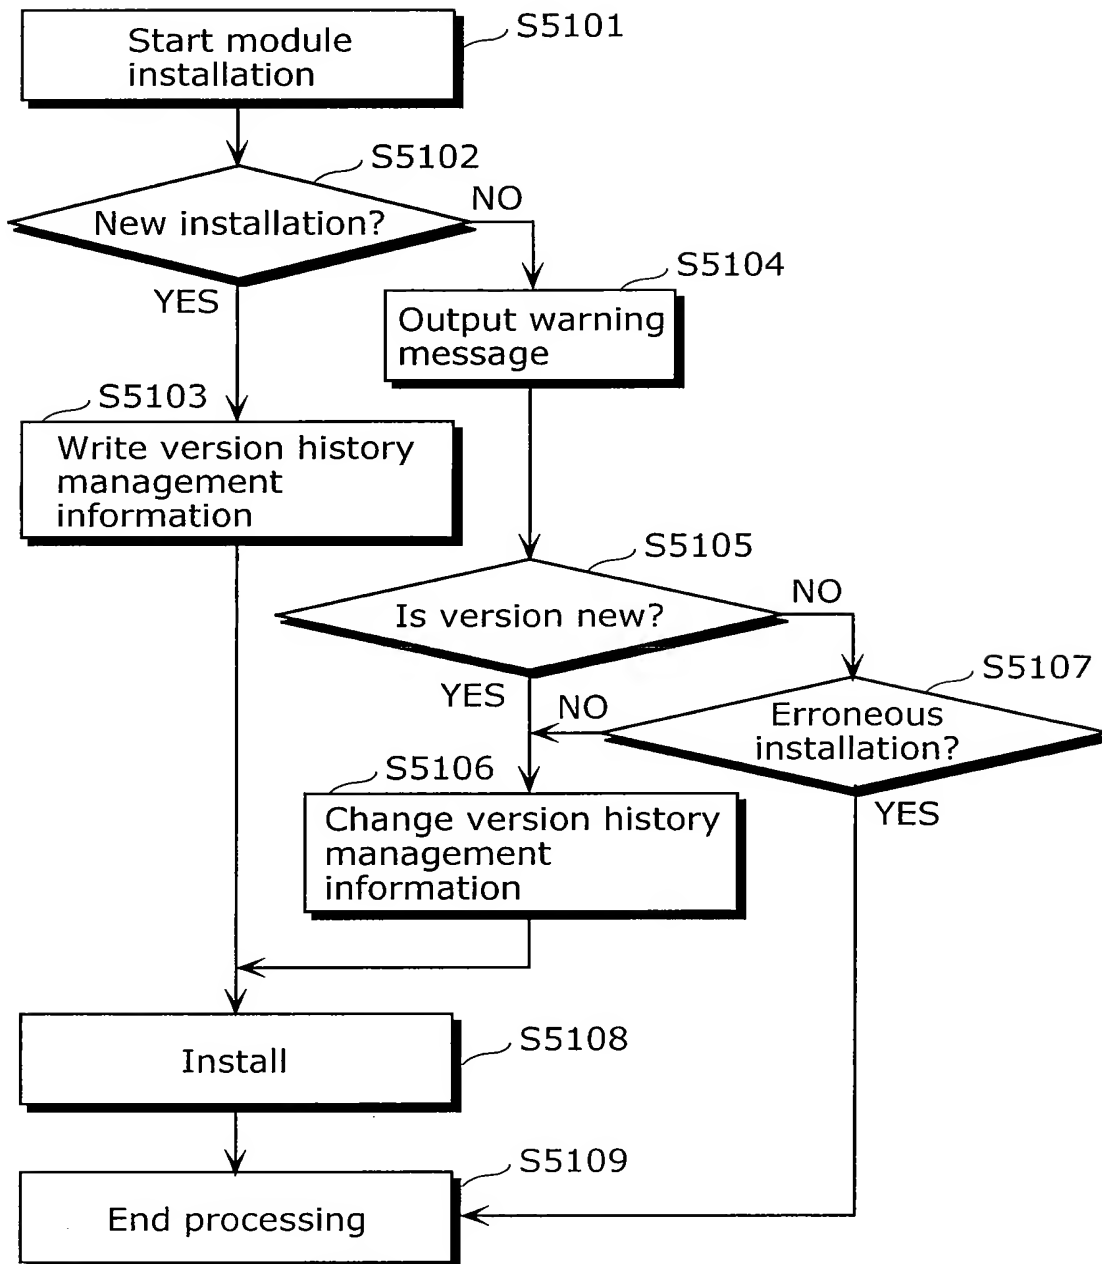 S5101
Start module
installation
S5102
New installation?
NO
YES
S5104
Output warning
message
S5103
Write version history
management
information
S5105
Is version new?
NO
YES
S5107
Erroneous
installation?
NO
YES
S5106
Change version history
management
information
S5108
Install
S5109
End processing